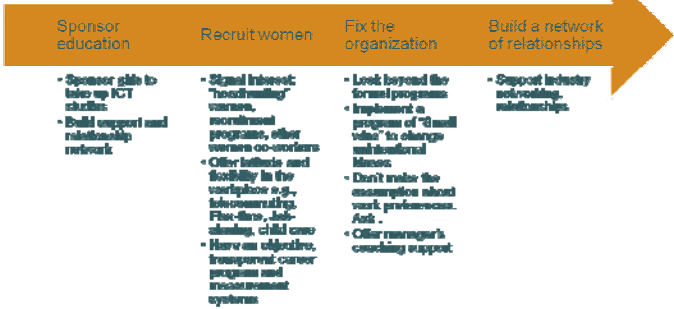 Sponsor
education
Recruit women
Fix the
organization
Build a network
of relationships
• Sponsor girls to
take up ICT
studies
• Build support and
relationship
network
• Signal interest:
"headhunting"
women,
recruitment
programs, other
women co-workers
• Offer latitude and
flexibility in the
workplace e.g.,
telecommuting,
Flex-time, Job-
sharing, child care
• Have an objective,
transparent career
program and
measurement
systems
• Look beyond the
formal programs
• Implement a
program of "Small
wins" to change
unintentional
biases
• Don't make the
assumption about
work preferences.
Ask .
• Offer manager's
coaching support
• Support industry
networking,
relationships